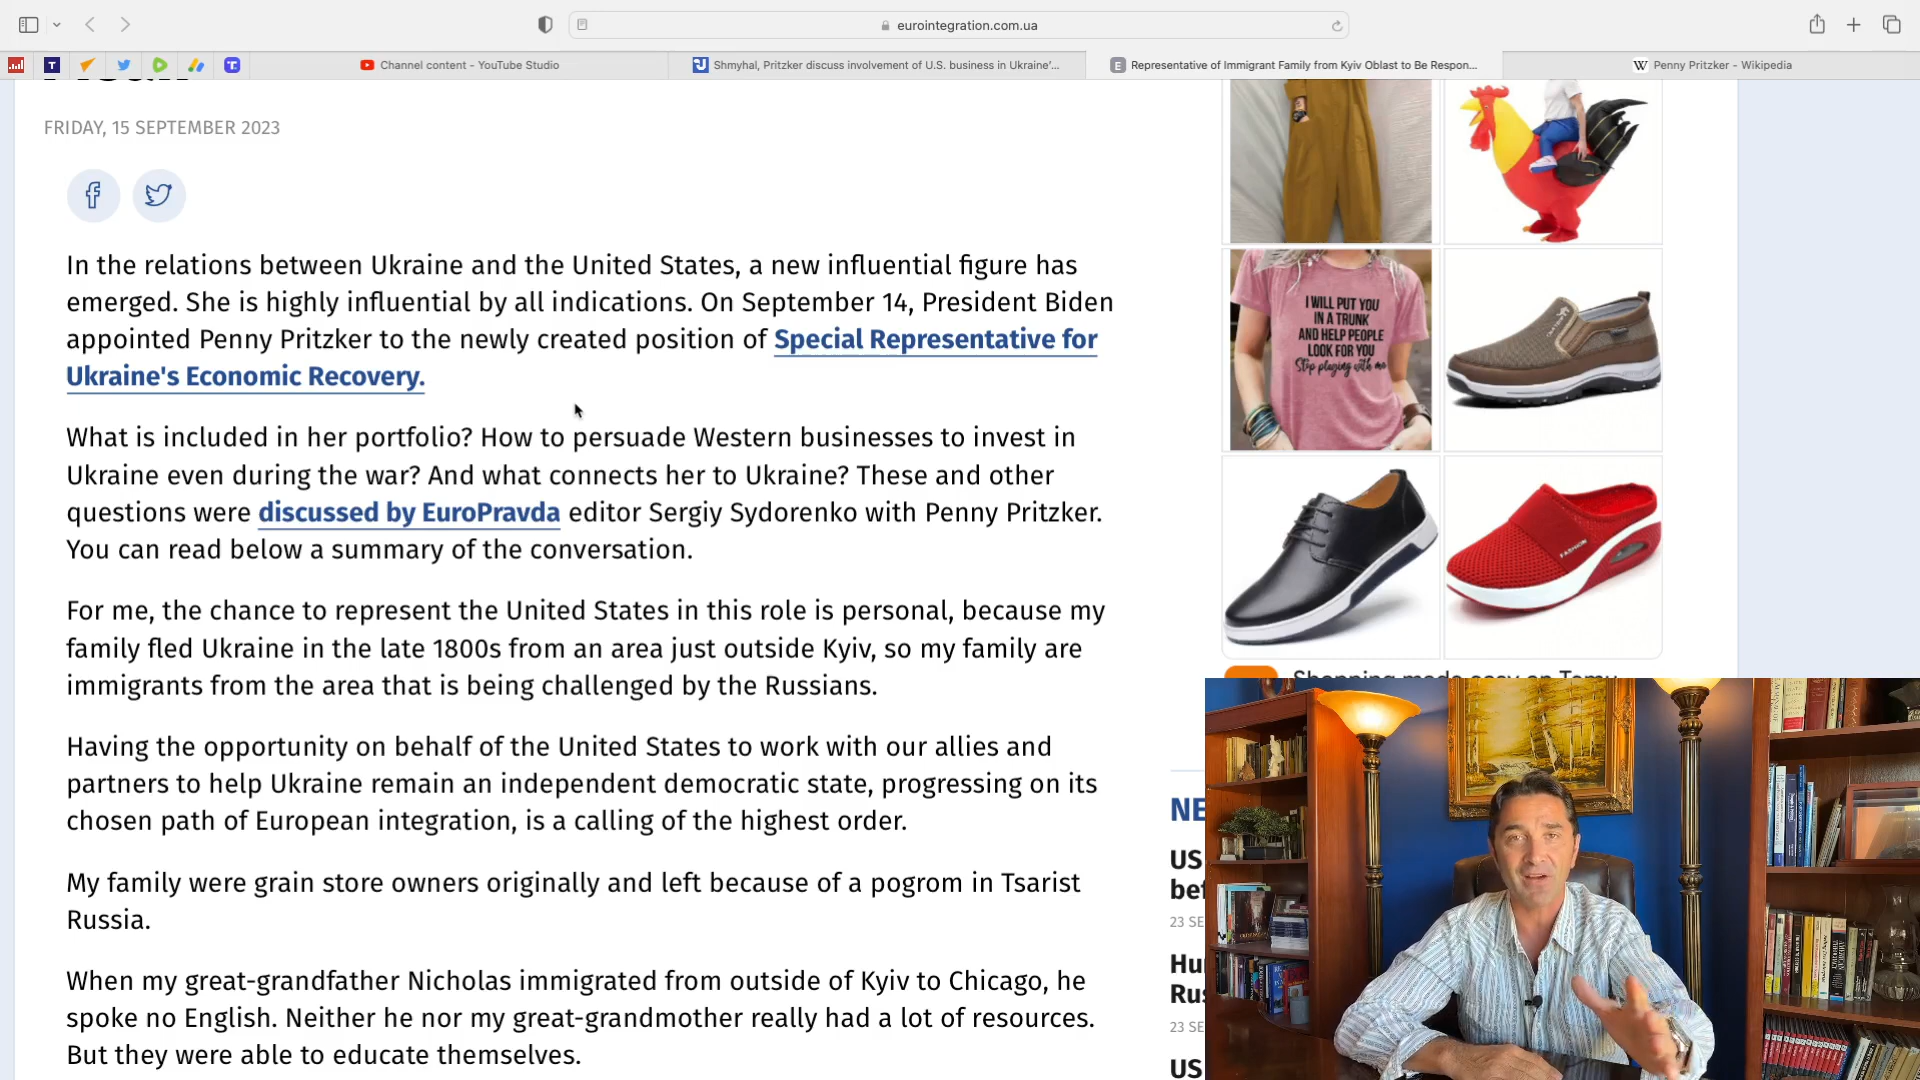 eurointegration.com.ua
Channel content - YouTube Studio
Shmyhal, Pritzker discuss involvement of U.S. business in Ukraine'...
Representative of Immigrant Family from Kyiv Oblast to Be Respon...
Penny Pritzker - Wikipedia
FRIDAY, 15 SEPTEMBER 2023
In the relations between Ukraine and the United States, a new influential figure has
emerged. She is highly influential by all indications. On September 14, President Biden
appointed Penny Pritzker to the newly created position of Special Representative for
Ukraine's Economic Recovery.
What is included in her portfolio? How to persuade Western businesses to invest in
Ukraine even during the war? And what connects her to Ukraine? These and other
questions were discussed by EuroPravda editor Sergiy Sydorenko with Penny Pritzker.
You can read below a summary of the conversation.
For me, the chance to represent the United States in this role is personal, because my
family fled Ukraine in the late 1800s from an area just outside Kyiv, so my family are
immigrants from the area that is being challenged by the Russians.
Having the opportunity on behalf of the United States to work with our allies and
partners to help Ukraine remain an independent democratic state, progressing on its
chosen path of European integration, is a calling of the highest order.
My family were grain store owners originally and left because of a pogrom in Tsarist
Russia.
When my great-grandfather Nicholas immigrated from outside of Kyiv to Chicago, he
spoke no English. Neither he nor my great-grandmother really had a lot of resources.
But they were able to educate themselves.
I WILL PUT YOU
IN A TRUNK
AND HELP PEOPLE
LOOK FOR YOU
Stop playing with me
FASHION
Shopping made easy on Temu
NE
US
bef
23 SE
Hu
Rus
23 SE
US